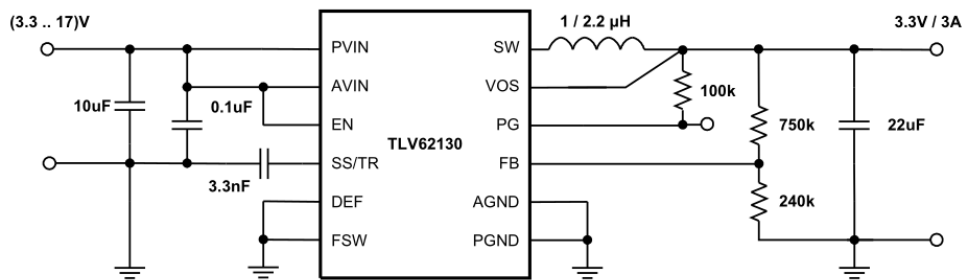 (3.3 .. 17)V
1 / 2.2 µH
3.3V / 3A
PVIN
SW
AVIN
VOS
10uF
0.1uF
100k
EN
PG
750k
22uF
TLV62130
SS/TR
FB
3.3nF
DEF
AGND
240k
FSW
PGND